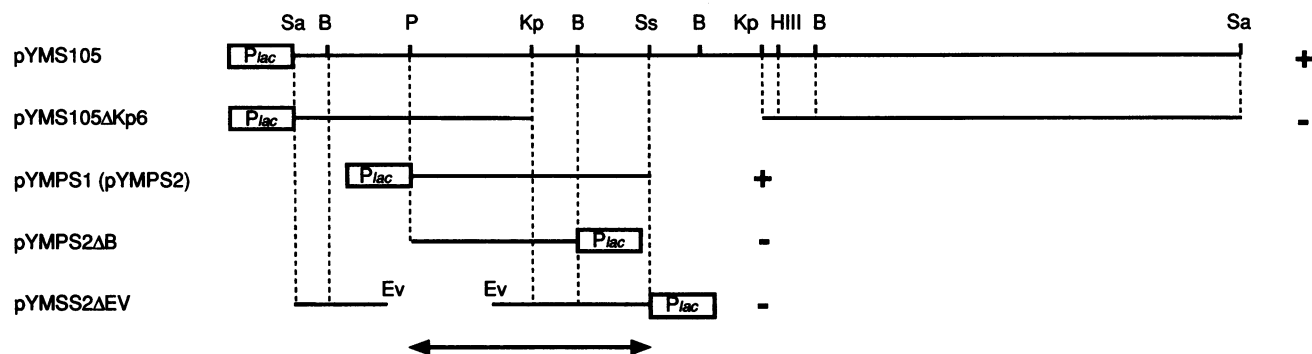 Sa B P Kp B Ss B Kp HIII B Sa
pYMS105 Plac +
pYMS105ΔKp6 Plac -
pYMPS1 (pYMPS2) Plac +
pYMPS2ΔB Plac -
Ev Ev
pYMSS2ΔEV Plac -